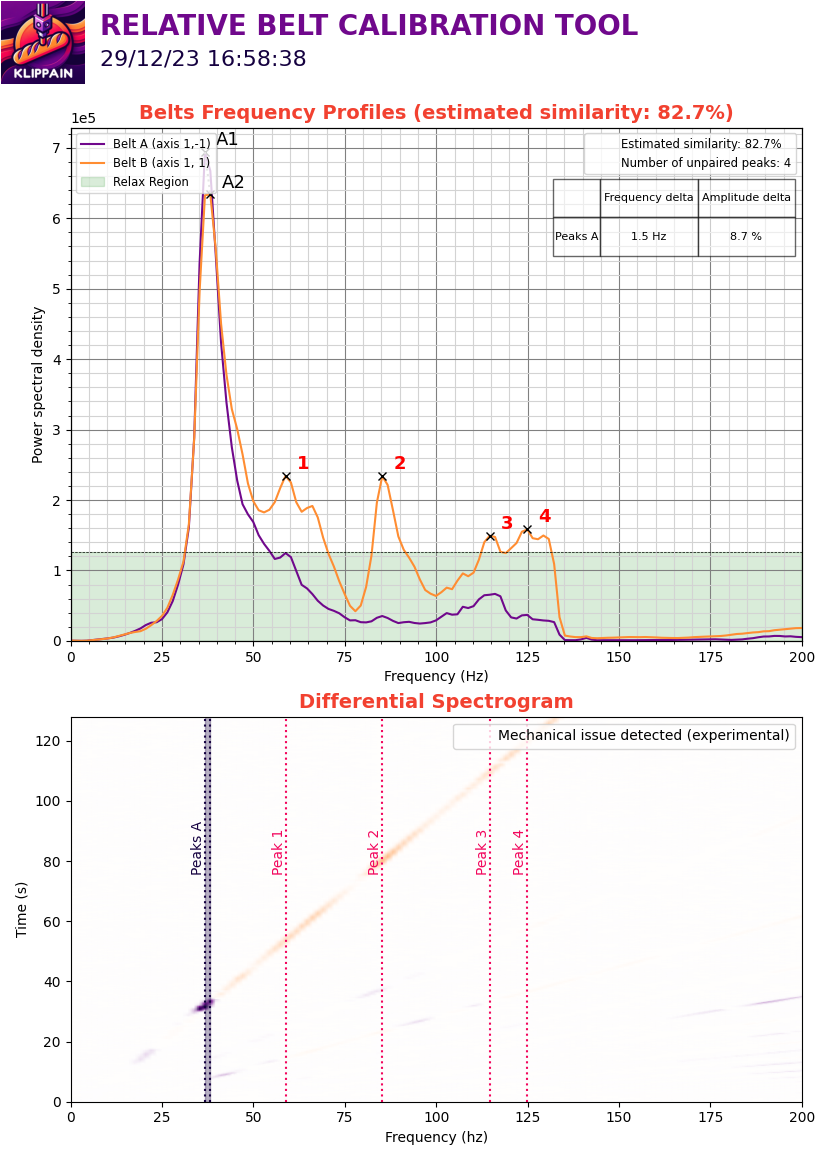 KLIPPAIN
RELATIVE BELT CALIBRATION TOOL
29/12/23 16:58:38
Belts Frequency Profiles (estimated similarity: 82.7%)
1e5
Belt A (axis 1,-1)
Belt B (axis 1, 1)
Relax Region
A1
A2
Estimated similarity: 82.7%
Number of unpaired peaks: 4
Frequency delta Amplitude delta
Peaks A 1.5 Hz 8.7 %
1
2
3
4
Power spectral density
7
6
5
4
3
2
1
0
0 25 50 75 100 125 150 175 200
Frequency (Hz)
Differential Spectrogram
Mechanical issue detected (experimental)
Peaks A
Peak 1
Peak 2
Peak 3
Peak 4
Time (s)
120
100
80
60
40
20
0
0 25 50 75 100 125 150 175 200
Frequency (hz)